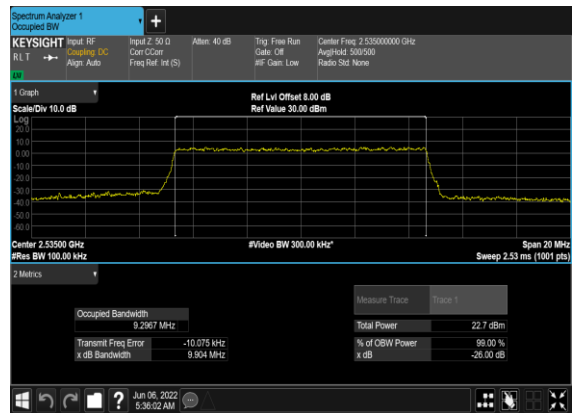 Spectrum Analyzer 1
Occupied BW
KEYSIGHT
RLT
Input: RF
Coupling: DC
Align: Auto
Input Z: 50 Ω
Corr CCorr
Freq Ref: Int (S)
Atten: 40 dB
Trig: Free Run
Gate: Off
#IF Gain: Low
Center Freq: 2.535000000 GHz
Avg|Hold: 500/500
Radio Std: None
1 Graph
Scale/Div 10.0 dB
Ref Lvl Offset 8.00 dB
Ref Value 30.00 dBm
Log
20.0
10.0
0.00
-10.0
-20.0
-30.0
-40.0
-50.0
-60.0
Center 2.53500 GHz
#Res BW 100.00 kHz
#Video BW 300.00 kHz*
Span 20 MHz
Sweep 2.53 ms (1001 pts)
2 Metrics
Measure Trace
Trace 1
Occupied Bandwidth
9.2967 MHz
Total Power
22.7 dBm
Transmit Freq Error
-10.075 kHz
% of OBW Power
99.00 %
x dB Bandwidth
9.904 MHz
x dB
-26.00 dB
?
Jun 06, 2022
5:36:02 AM